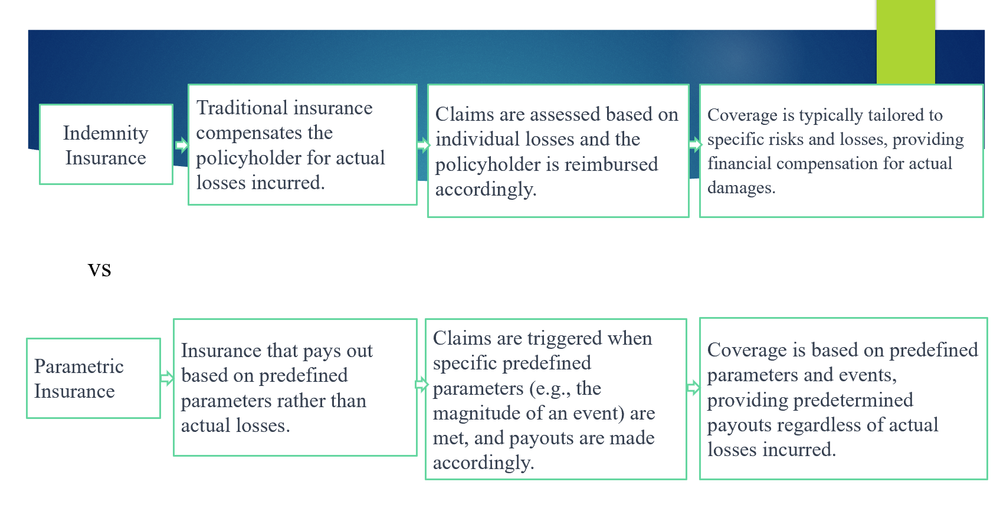 Indemnity
Insurance
Traditional insurance
compensates the
policyholder for actual
losses incurred.
Claims are assessed based on
individual losses and the
policyholder is reimbursed
accordingly.
Coverage is typically tailored to
specific risks and losses, providing
financial compensation for actual
damages.
vs
Parametric
Insurance
Insurance that pays out
based on predefined
parameters rather than
actual losses.
Claims are triggered when
specific predefined
parameters (e.g., the
magnitude of an event) are
met, and payouts are made
accordingly.
Coverage is based on predefined
parameters and events,
providing predetermined
payouts regardless of actual
losses incurred.